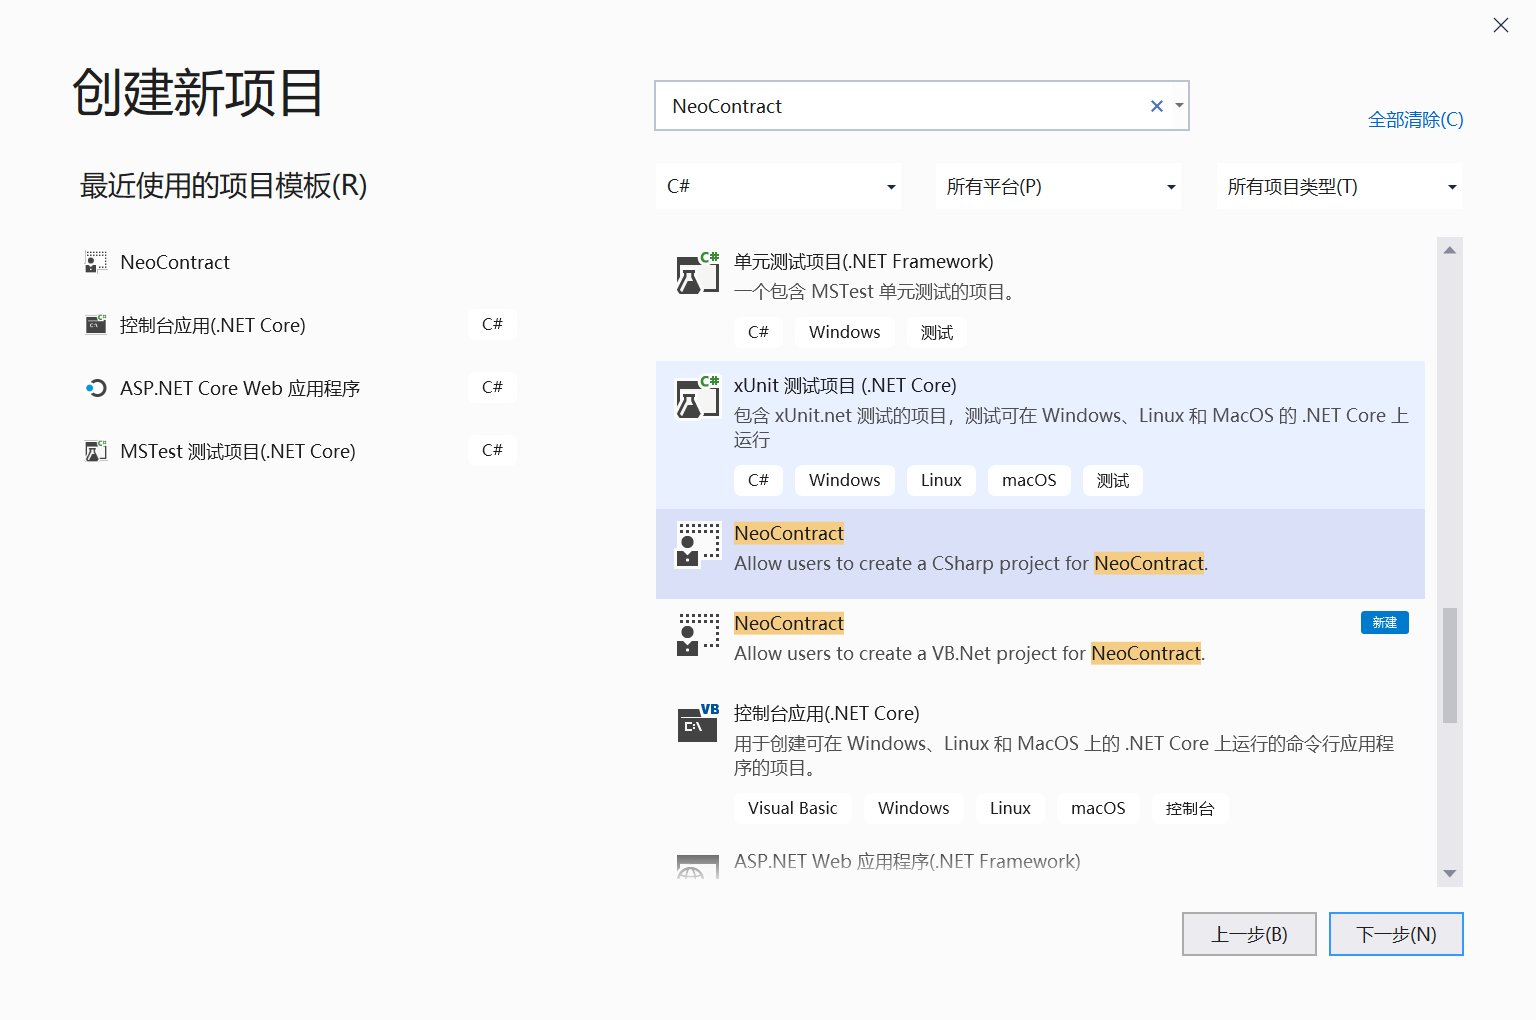 创建新项目
最近使用的项目模板(R)
NeoContract
控制台应用(.NET Core)
C#
ASP.NET Core Web 应用程序
C#
MSTest 测试项目(.NET Core)
C#
NeoContract
全部清除(C)
C#
所有平台(P)
所有项目类型(T)
C#
单元测试项目(.NET Framework)
一个包含 MSTest 单元测试的项目。
C#
Windows
测试
C#
xUnit 测试项目 (.NET Core)
包含 xUnit.net 测试的项目，测试可在 Windows、Linux 和 MacOS 的 .NET Core 上
运行
C#
Windows
Linux
macOS
测试
NeoContract
Allow users to create a CSharp project for NeoContract.
NeoContract
新建
Allow users to create a VB.Net project for NeoContract.
VB
C:\
控制台应用(.NET Core)
用于创建可在 Windows、Linux 和 MacOS 上的 .NET Core 上运行的命令行应用程
序的项目。
Visual Basic
Windows
Linux
macOS
控制台
ASP.NET Web 应用程序(.NET Framework)
上一步(B)
下一步(N)